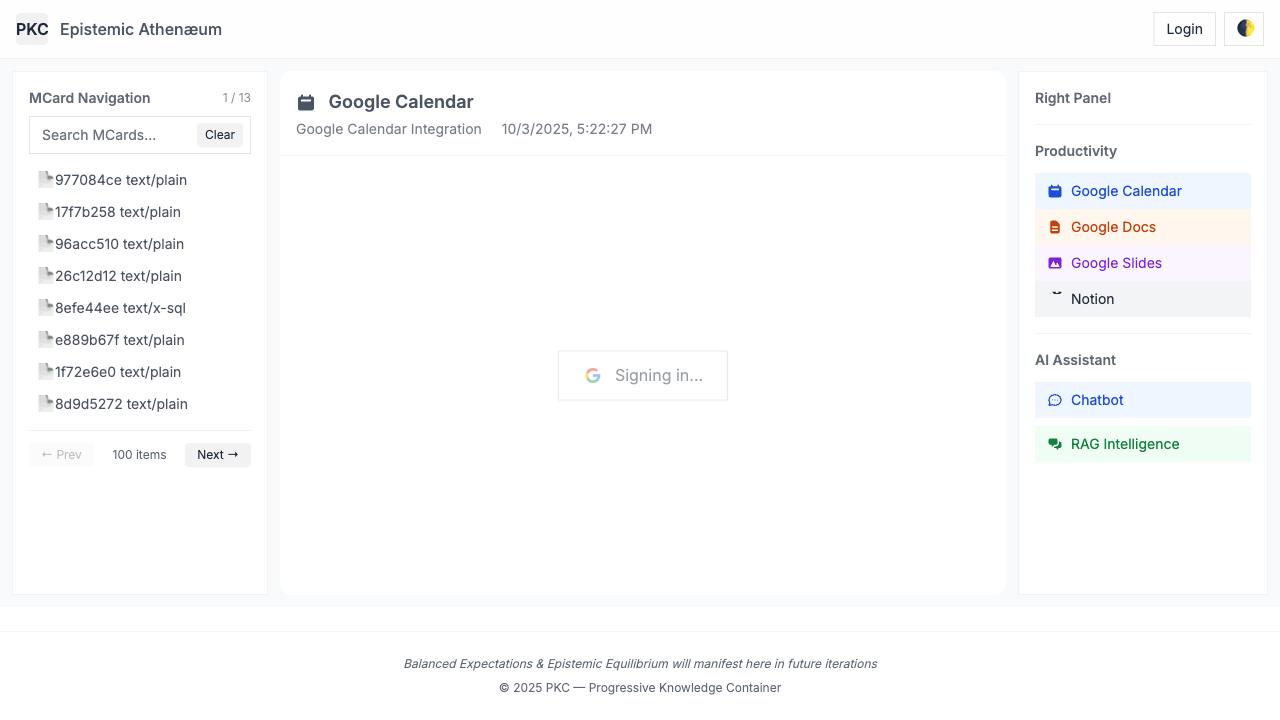 PKC Epistemic Athenæum
Login
MCard Navigation 1 / 13
Search MCards... Clear
977084ce text/plain
17f7b258 text/plain
96acc510 text/plain
26c12d12 text/plain
8efe44ee text/x-sql
e889b67f text/plain
1f72e6e0 text/plain
8d9d5272 text/plain
← Prev 100 items Next →
Google Calendar
Google Calendar Integration 10/3/2025, 5:22:27 PM
Signing in...
Right Panel
Productivity
Google Calendar
Google Docs
Google Slides
Notion
AI Assistant
Chatbot
RAG Intelligence
Balanced Expectations & Epistemic Equilibrium will manifest here in future iterations
© 2025 PKC — Progressive Knowledge Container